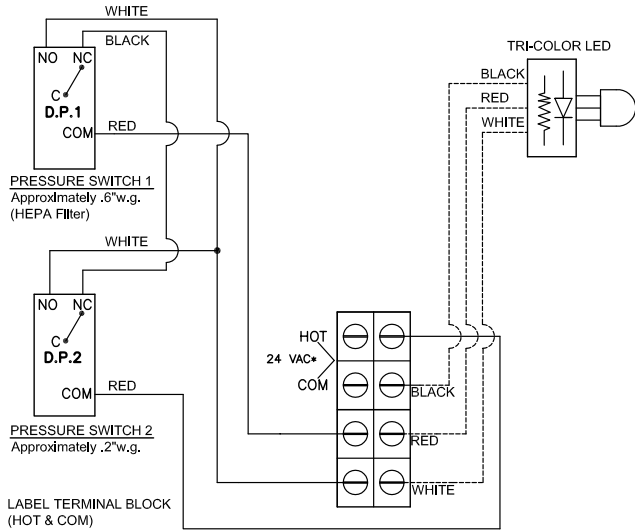 WHITE
NO NC
BLACK
C
D.P.1
COM
RED
PRESSURE SWITCH 1
Approximately .6"w.g.
(HEPA Filter)
WHITE
NO NC
C
D.P.2
COM
RED
PRESSURE SWITCH 2
Approximately .2"w.g.
LABEL TERMINAL BLOCK
(HOT & COM)
TRI-COLOR LED
BLACK
RED
WHITE
HOT
24 VAC*
COM
BLACK
RED
WHITE